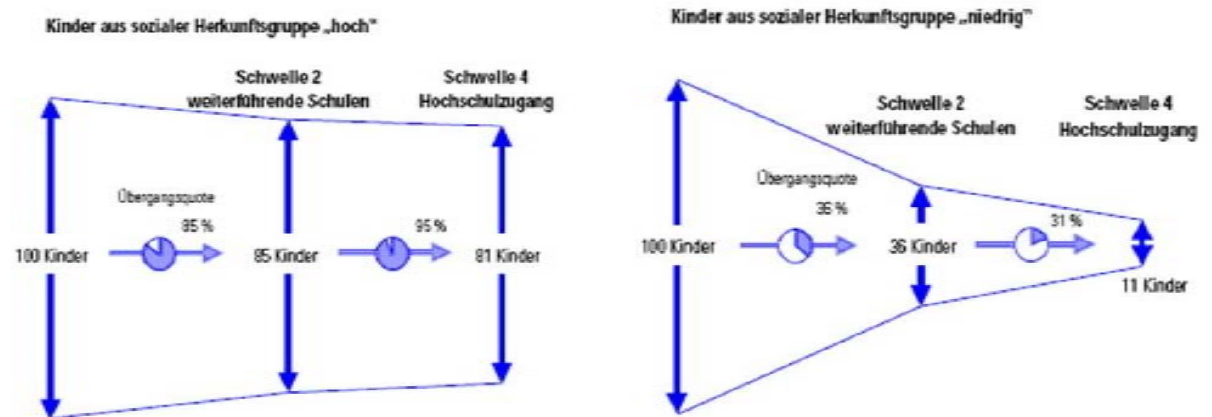 Kinder aus sozialer Herkunftsgruppe „hoch“
Schwelle 2
weiterführende Schulen
Schwelle 4
Hochschulzugang
Übergangsquote
85 %
95 %
100 Kinder
85 Kinder
81 Kinder
Kinder aus sozialer Herkunftsgruppe „niedrig“
Schwelle 2
weiterführende Schulen
Schwelle 4
Hochschulzugang
Übergangsquote
36 %
31 %
100 Kinder
36 Kinder
11 Kinder